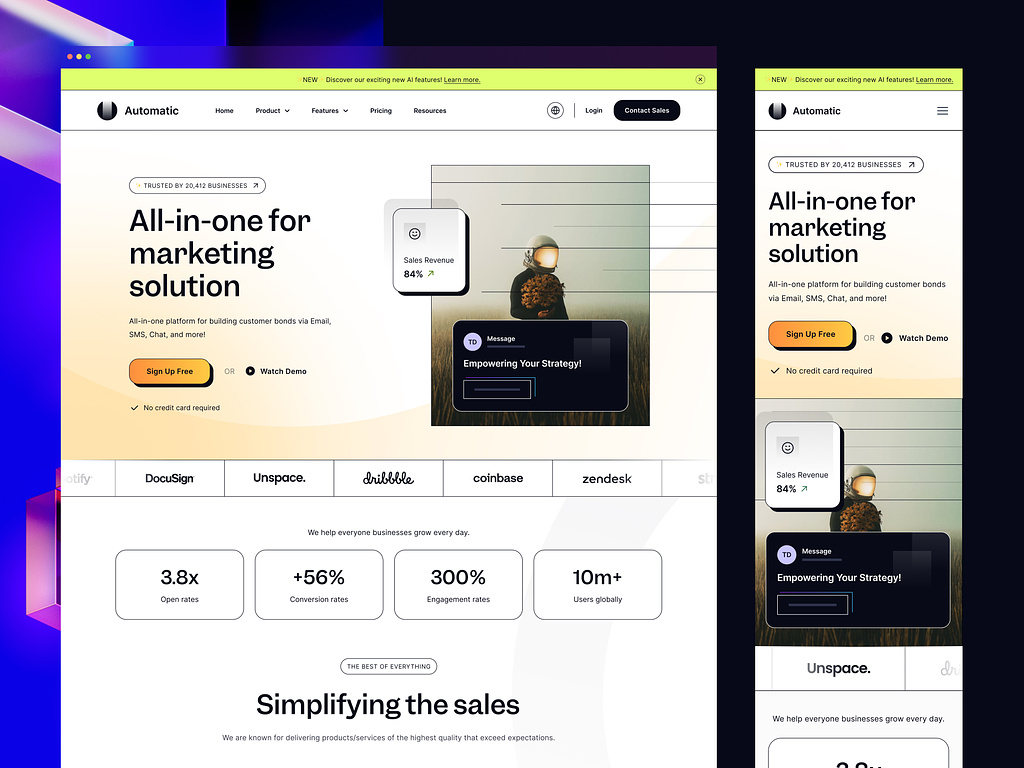 NEW Discover our exciting new AI features! Learn more.
Automatic
Home
Product
Features
Pricing
Resources
Login
Contact Sales
TRUSTED BY 20,412 BUSINESSES
All-in-one for
marketing
solution
All-in-one platform for building customer bonds via Email,
SMS, Chat, and more!
Sign Up Free
OR
Watch Demo
No credit card required
Sales Revenue
84%
TD
Message
Empowering Your Strategy!
DocuSign
Unspace.
dribbble
coinbase
zendesk
We help everyone businesses grow every day.
3.8x
Open rates
+56%
Conversion rates
300%
Engagement rates
10m+
Users globally
THE BEST OF EVERYTHING
Simplifying the sales
We are known for delivering products/services of the highest quality that exceed expectations.
NEW Discover our exciting new AI features! Learn more.
Automatic
TRUSTED BY 20,412 BUSINESSES
All-in-one for
marketing
solution
All-in-one platform for building customer bonds
via Email, SMS, Chat, and more!
Sign Up Free
OR
Watch Demo
No credit card required
Sales Revenue
84%
TD
Message
Empowering Your Strategy!
Unspace.
We help everyone businesses grow every day.